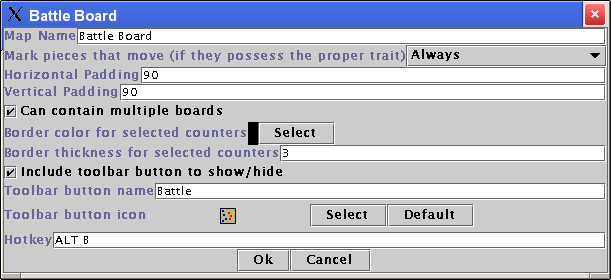 Battle Board
Map Name Battle Board
Mark pieces that move (if they possess the proper trait) Always
Horizontal Padding 90
Vertical Padding 90
Can contain multiple boards
Border color for selected counters Select
Border thickness for selected counters 3
Include toolbar button to show/hide
Toolbar button name Battle
Toolbar button icon Select Default
Hotkey ALT B
Ok Cancel